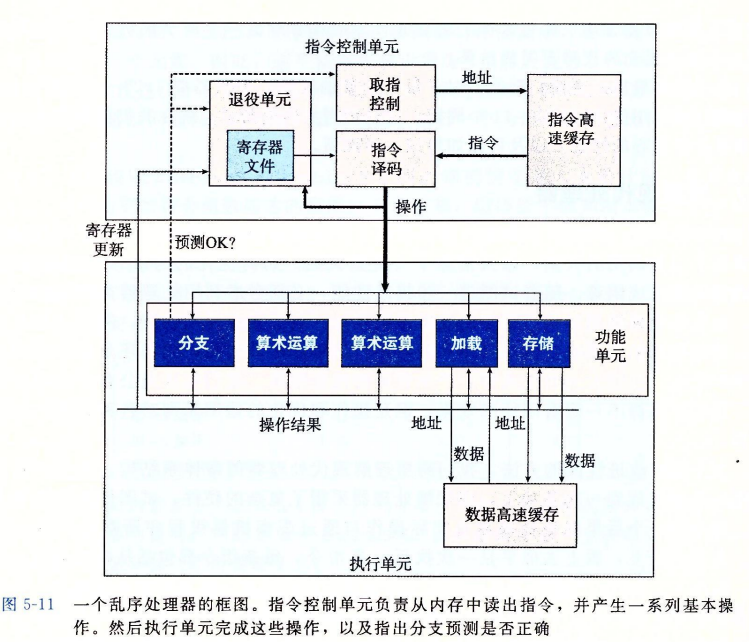 指令控制单元
取指
控制
地址
指令高
速缓存
退役单元
寄存器
文件
指令
译码
指令
操作
寄存器
更新
预测OK?
分支
算术运算
算术运算
加载
存储
功能
单元
操作结果
地址
地址
数据
数据
数据高速缓存
执行单元
图 5-11 一个乱序处理器的框图。指令控制单元负责从内存中读出指令，并产生一系列基本操
作。然后执行单元完成这些操作，以及指出分支预测是否正确